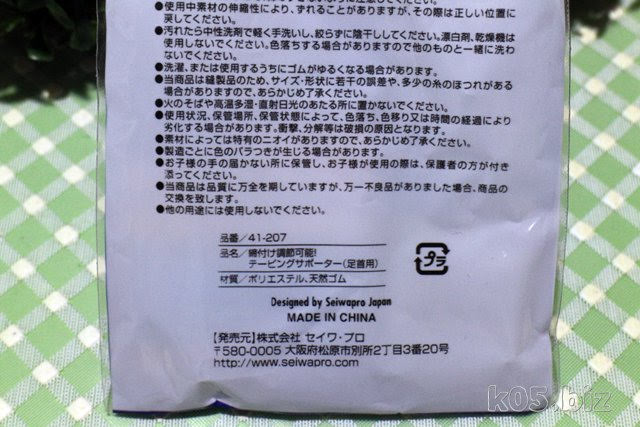 ●使用中素材の伸縮性により、ずれることがありますが、その際は正しい位置に
戻してください。
●汚れたら中性洗剤で軽く手洗いし、絞らずに陰干ししてください。漂白剤、乾燥機は
使用しないでください。色落ちする場合がありますので他のものと一緒に洗わ
ないでください。
●洗濯、または使用するうちにゴムがゆるくなる場合があります。
●当商品は縫製品のため、サイズ・形状に若干の誤差や、多少の糸のほつれがある
場合がありますので、あらかじめ了承ください。
●火のそばや高温多湿・直射日光のあたる所に置かないでください。
●使用状況、保管場所、保管状態によって、色落ち、色移り又は時間の経過により
劣化する場合があります。衝撃、分解等は破損の原因となります。
●素材によっては特有のニオイがありますので、あらかじめご了承ください。
●製造ごとに色のバラつきが生じる場合があります。
●お子様の手の届かない所に保管し、お子様が使用の際は、保護者の方が付き
添ってください。
●当商品は品質に万全を期していますが、万一不良品がありました場合、商品の
交換を致します。
●他の用途には使用しないでください。
品番/ 41-207
品名/ 締付け調節可能!
テーピングサポーター(足首用)
材質/ ポリエステル、天然ゴム
プラ
Designed by Seiwapro Japan
MADE IN CHINA
【発売元】株式会社 セイワ・プロ
〒580-0005 大阪府松原市別所2丁目3番20号
http://www.seiwapro.com
k05.biz